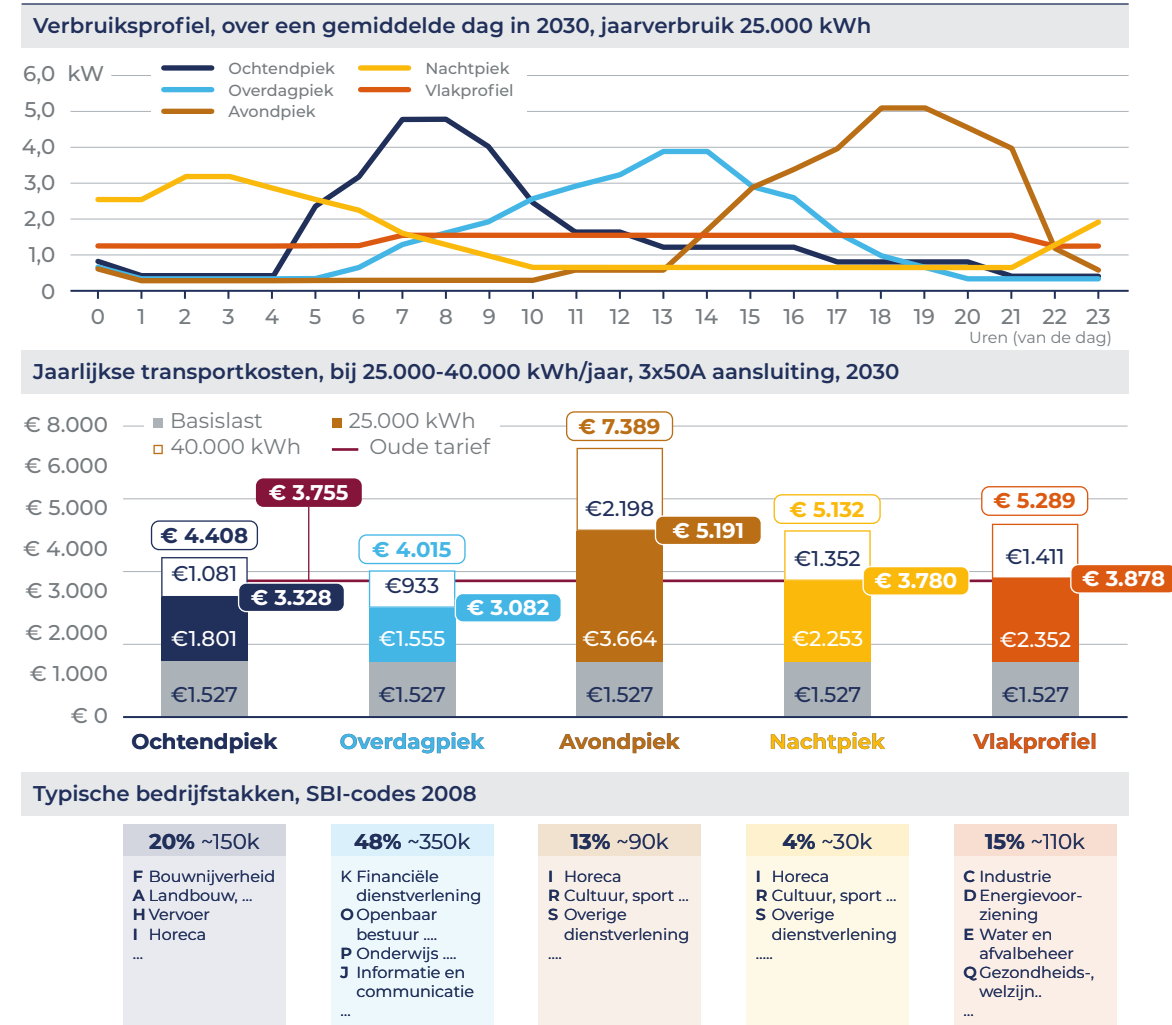 Verbruiksprofiel, over een gemiddelde dag in 2030, jaarverbruik 25.000 kWh
6,0 kW
Ochtendpiek
Nachtpiek
Overdagpiek
Vlakprofiel
Avondpiek
5,0
4,0
3,0
2,0
1,0
0
0 1 2 3 4 5 6 7 8 9 10 11 12 13 14 15 16 17 18 19 20 21 22 23
Uren (van de dag)
Jaarlijkse transportkosten, bij 25.000-40.000 kWh/jaar, 3x50A aansluiting, 2030
€ 8.000
€ 6.000
€ 5.000
€ 4.000
€ 3.000
€ 2.000
€ 1.000
€ 0
Basislast
25.000 kWh
40.000 kWh
Oude tarief
€ 3.755
€ 4.408
€1.081
€ 3.328
€1.801
€1.527
Ochtendpiek
€ 4.015
€933
€ 3.082
€1.555
€1.527
Overdagpiek
€ 7.389
€2.198
€ 5.191
€3.664
€1.527
Avondpiek
€ 5.132
€1.352
€ 3.780
€2.253
€1.527
Nachtpiek
€ 5.289
€1.411
€ 3.878
€2.352
€1.527
Vlakprofiel
Typische bedrijfstakken, SBI-codes 2008
20% ~150k
F Bouwnijverheid
A Landbouw, ...
H Vervoer
I Horeca
...
48% ~350k
K Financiële
dienstverlening
O Openbaar
bestuur ....
P Onderwijs ....
J Informatie en
communicatie
...
13% ~90k
I Horeca
R Cultuur, sport ...
S Overige
dienstverlening
....
4% ~30k
I Horeca
R Cultuur, sport ...
S Overige
dienstverlening
.....
15% ~110k
C Industrie
D Energievoor-
ziening
E Water en
afvalbeheer
Q Gezondheids-,
welzijn..
...